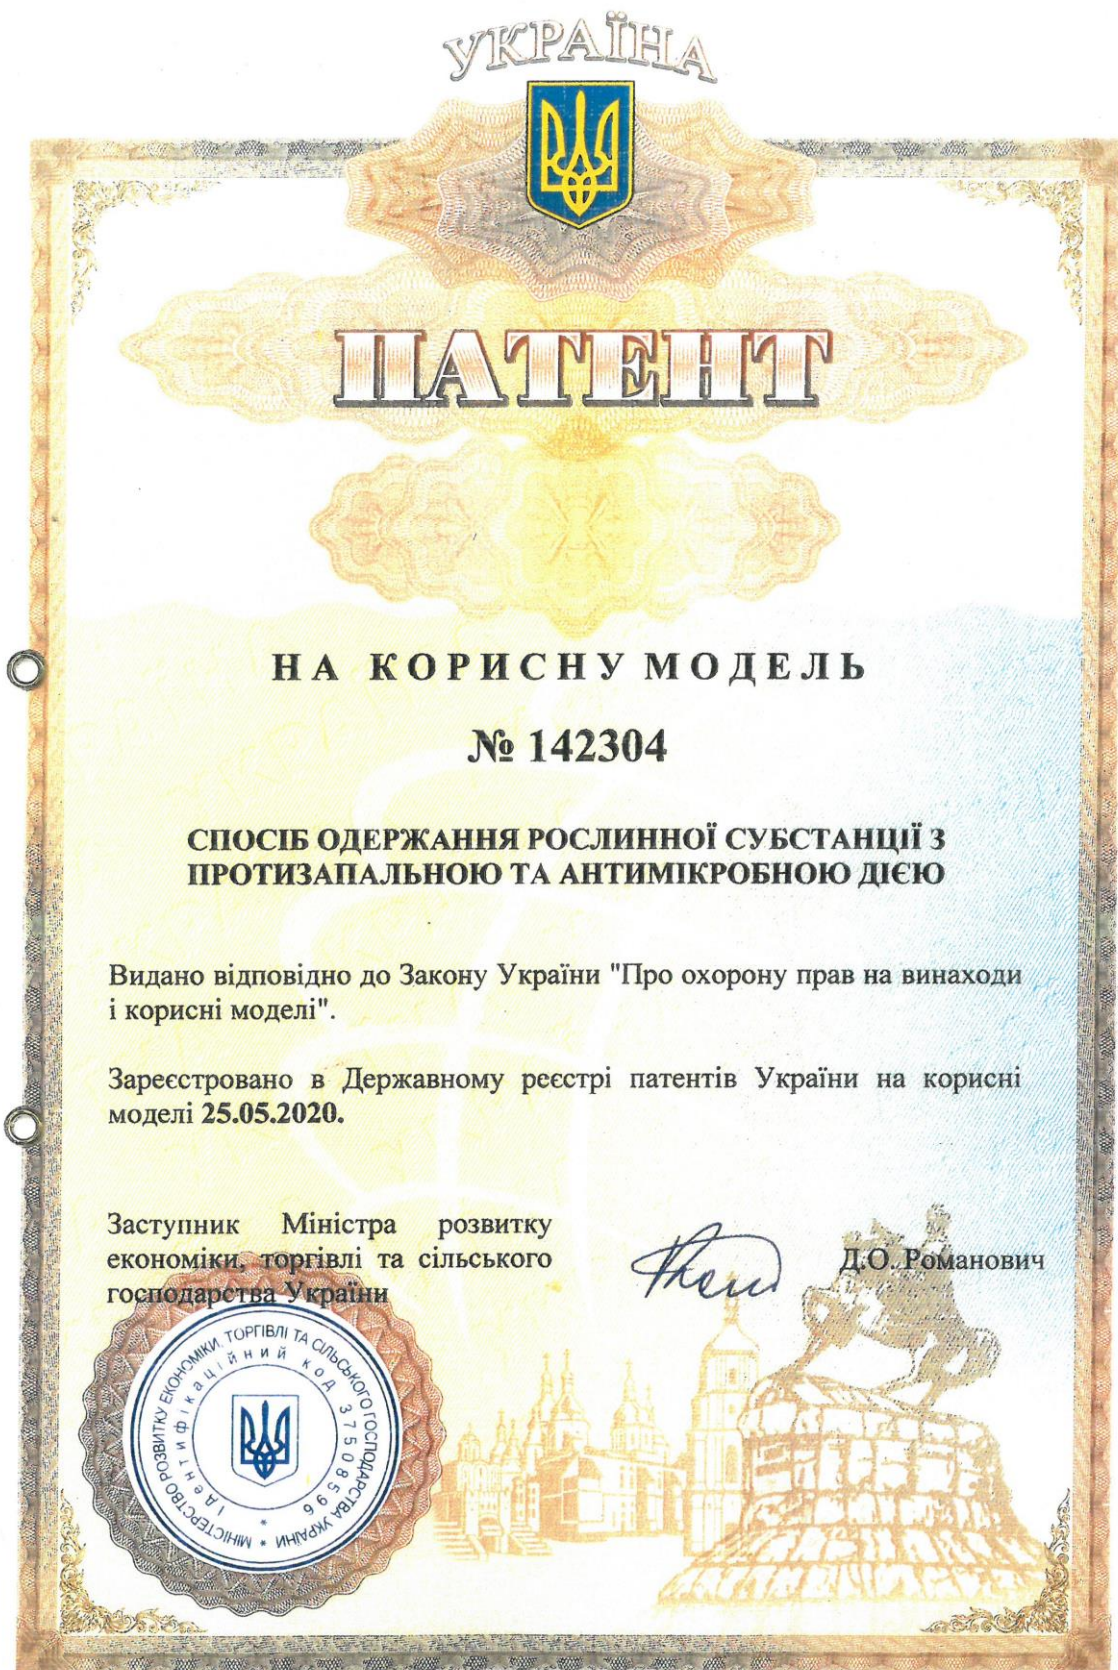 УКРАЇНА
ПАТЕНТ
НА КОРИСНУ МОДЕЛЬ
№ 142304
СПОСІБ ОДЕРЖАННЯ РОСЛИННОЇ СУБСТАНЦІЇ З
ПРОТИЗАПАЛЬНОЮ ТА АНТИМІКРОБНОЮ ДІЄЮ
Видано відповідно до Закону України "Про охорону прав на винаходи
і корисні моделі".
Зареєстровано в Державному реєстрі патентів України на корисні
моделі 25.05.2020.
Заступник Міністра розвитку
економіки, торгівлі та сільського
господарства України
Д.О. Романович
МІНІСТЕРСТВО РОЗВИТКУ ЕКОНОМІКИ, ТОРГІВЛІ ТА СІЛЬСЬКОГО ГОСПОДАРСТВА УКРАЇНИ *
Ідентифікаційний код 37508596 *